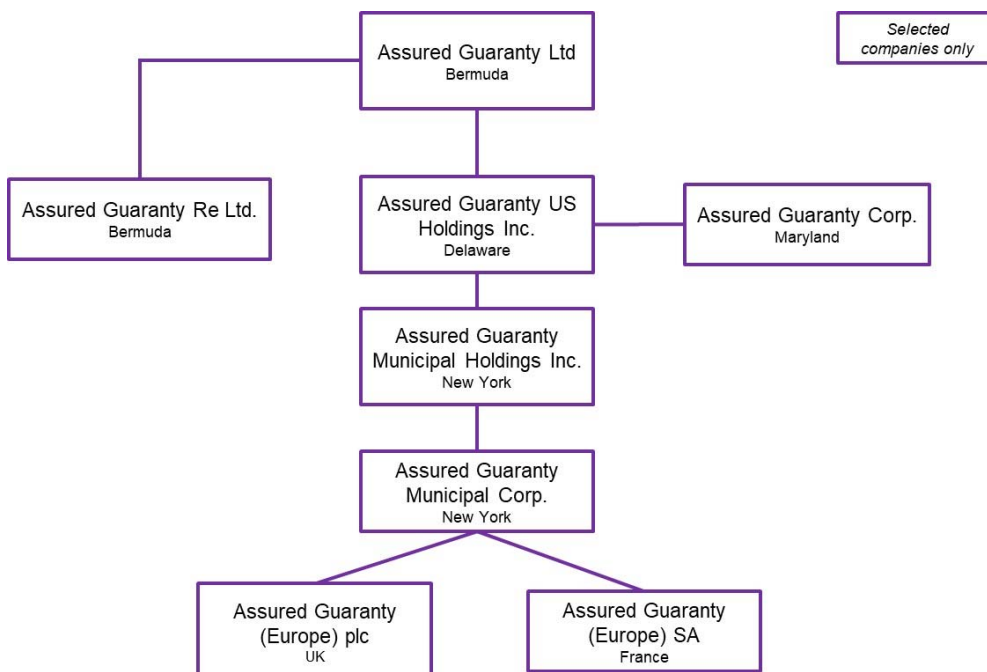 Assured Guaranty Ltd
Bermuda
Selected
companies only
Assured Guaranty Re Ltd.
Bermuda
Assured Guaranty US
Holdings Inc.
Delaware
Assured Guaranty Corp.
Maryland
Assured Guaranty
Municipal Holdings Inc.
New York
Assured Guaranty
Municipal Corp.
New York
Assured Guaranty
(Europe) plc
UK
Assured Guaranty
(Europe) SA
France